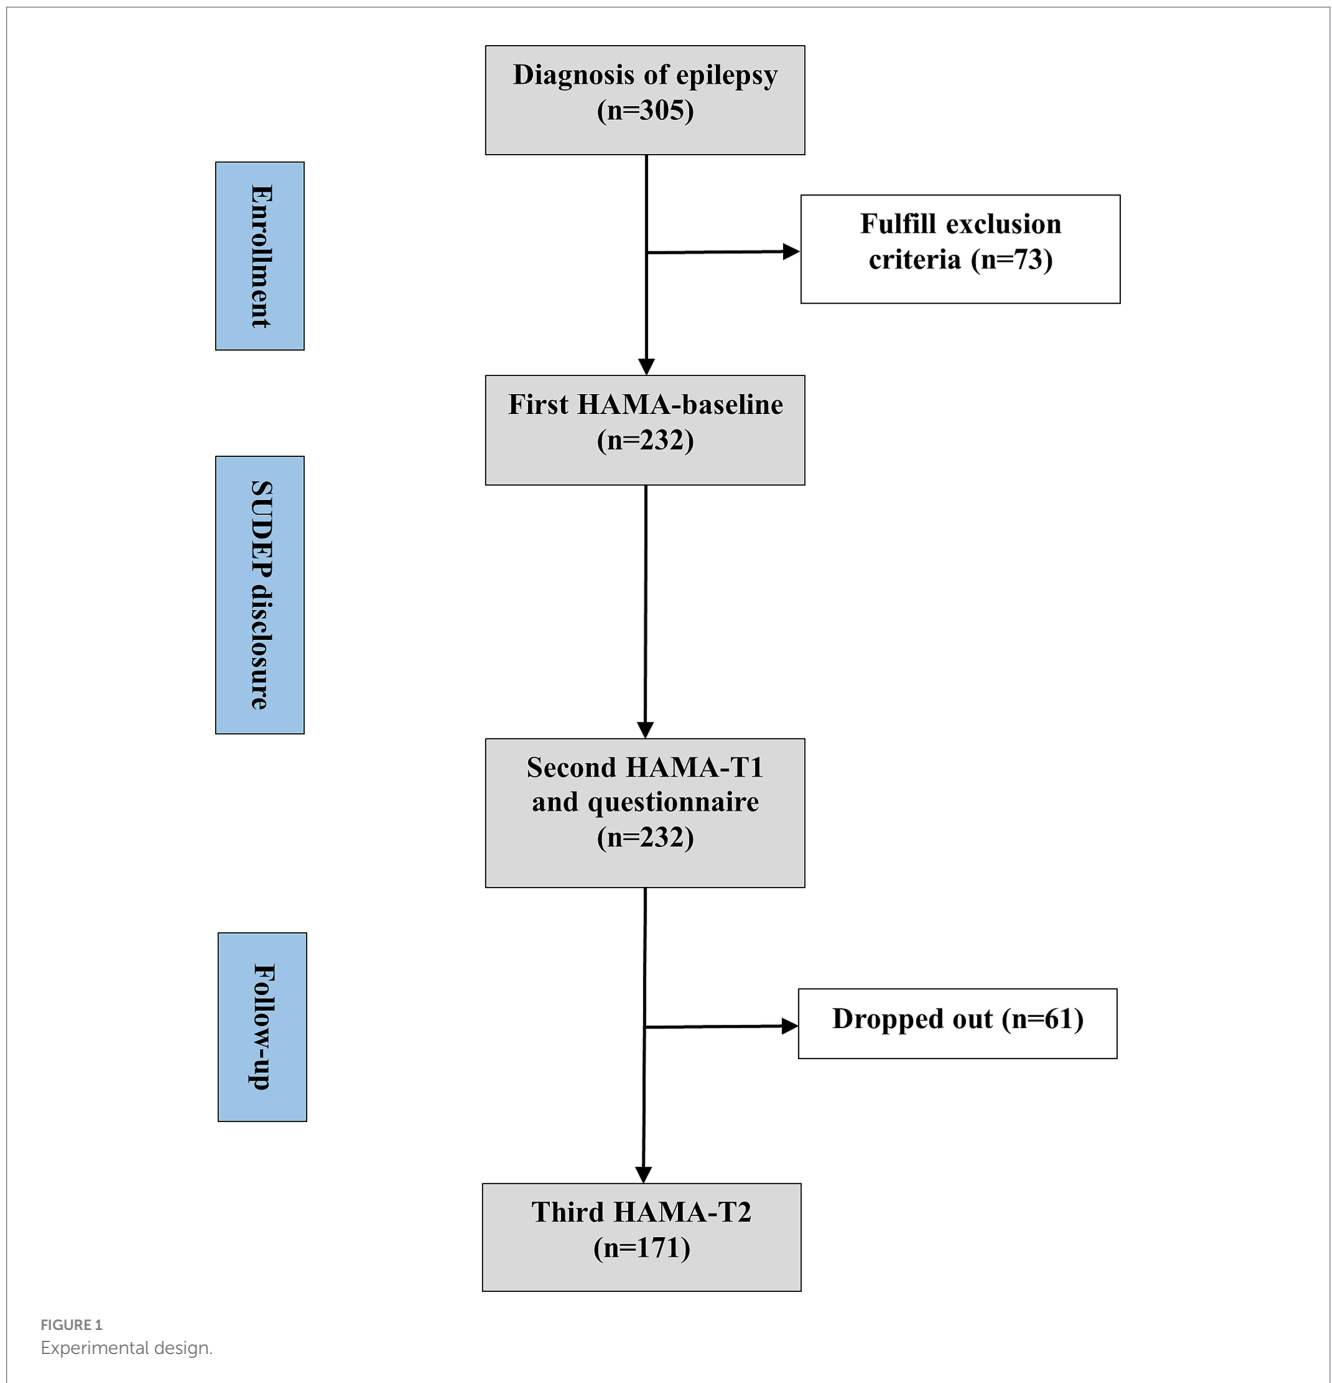 Diagnosis of epilepsy
(n=305)
Enrollment
Fulfill exclusion
criteria (n=73)
First HAMA-baseline
(n=232)
SUDEP disclosure
Second HAMA-T1
and questionnaire
(n=232)
Follow-up
Dropped out (n=61)
Third HAMA-T2
(n=171)
FIGURE 1
Experimental design.